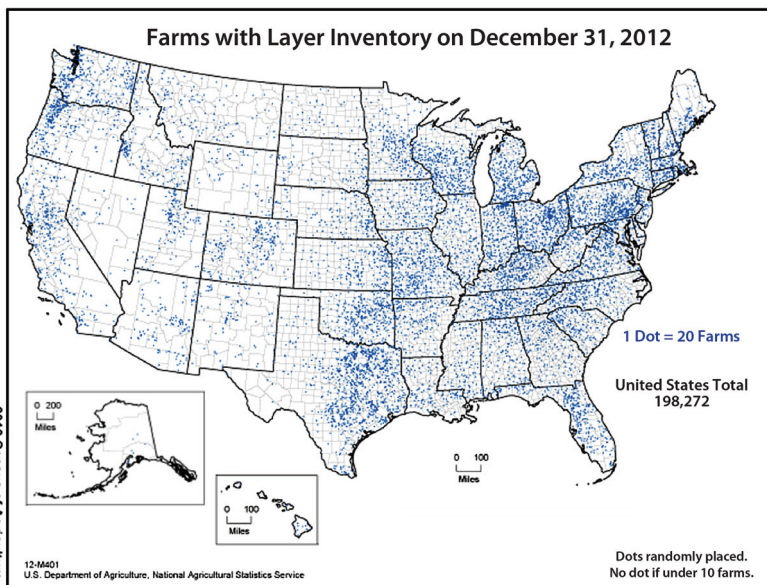 Farms with Layer Inventory on December 31, 2012
1 Dot = 20 Farms
United States Total
198,272
0 200
Miles
0 100
Miles
0 100
Miles
12-M401
U.S. Department of Agriculture, National Agricultural Statistics Service
Dots randomly placed.
No dot if under 10 farms.